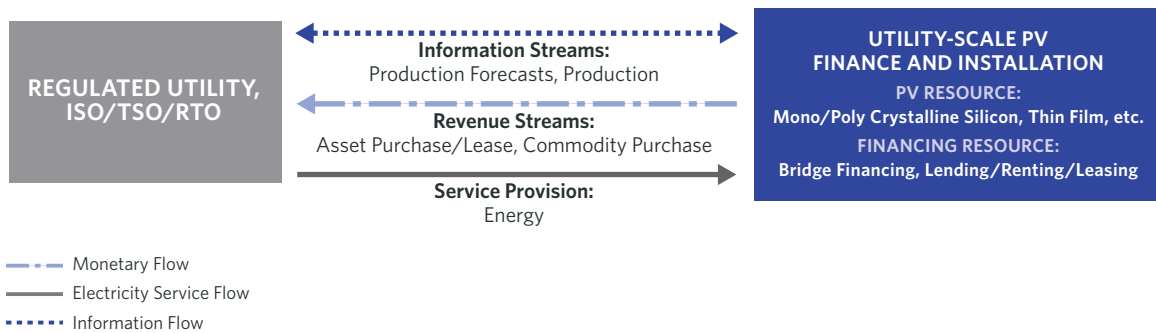 REGULATED UTILITY,
ISO/TSO/RTO
Information Streams:
Production Forecasts, Production
Revenue Streams:
Asset Purchase/Lease, Commodity Purchase
Service Provision:
Energy
UTILITY-SCALE PV
FINANCE AND INSTALLATION
PV RESOURCE:
Mono/Poly Crystalline Silicon, Thin Film, etc.
FINANCING RESOURCE:
Bridge Financing, Lending/Renting/Leasing
Monetary Flow
Electricity Service Flow
Information Flow